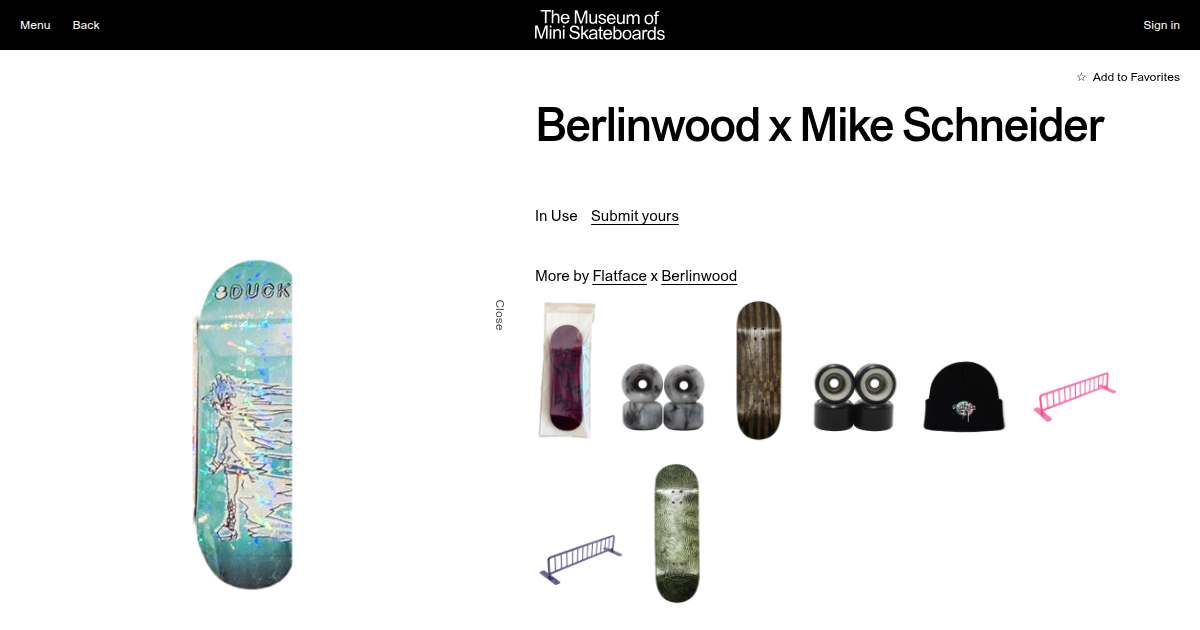 Menu
Back
The Museum of
Mini Skateboards
Sign in
☆ Add to Favorites
Berlinwood x Mike Schneider
In Use
Submit yours
More by Flatface x Berlinwood
Close